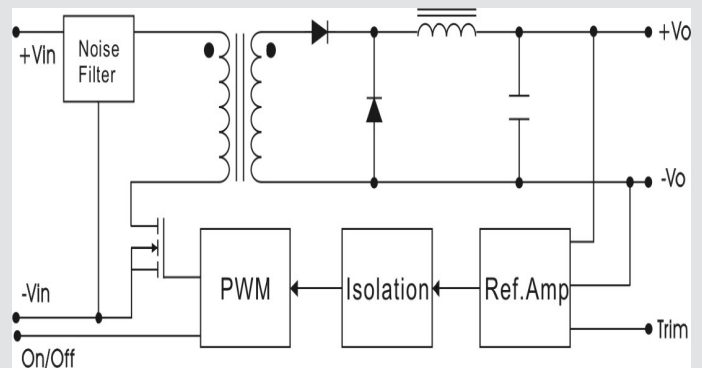 +Vin
Noise
Filter
+Vo
-Vo
-Vin
PWM
Isolation
Ref.Amp
Trim
On/Off